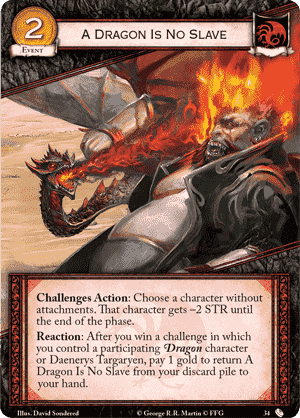 2
EVENT
A DRAGON IS NO SLAVE
Challenges Action: Choose a character without
attachments. That character gets –2 STR until
the end of the phase.
Reaction: After you win a challenge in which
you control a participating Dragon character
or Daenerys Targaryen, pay 1 gold to return A
Dragon Is No Slave from your discard pile to
your hand.
Illus. David Sondered
© George R.R. Martin © FFG
34